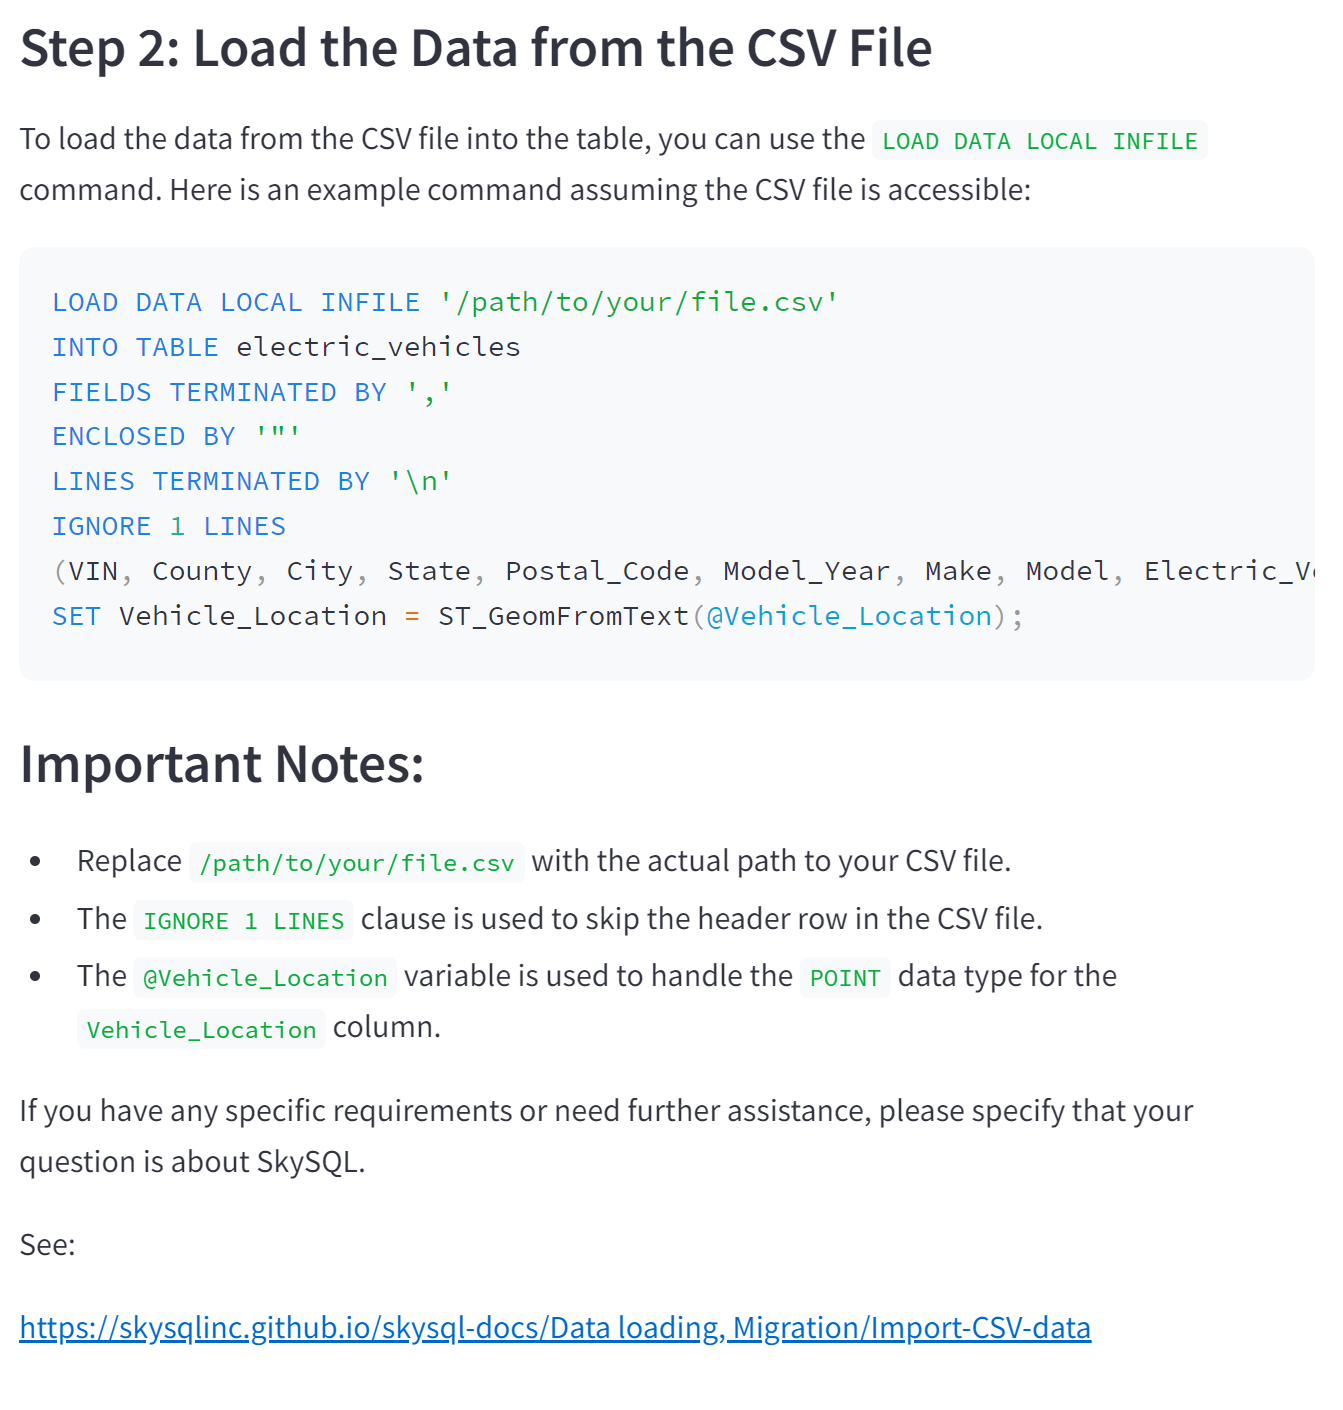 Step 2: Load the Data from the CSV File
To load the data from the CSV file into the table, you can use the LOAD DATA LOCAL INFILE
command. Here is an example command assuming the CSV file is accessible:
LOAD DATA LOCAL INFILE '/path/to/your/file.csv'
INTO TABLE electric_vehicles
FIELDS TERMINATED BY ','
ENCLOSED BY '"'
LINES TERMINATED BY '\n'
IGNORE 1 LINES
(VIN, County, City, State, Postal_Code, Model_Year, Make, Model,
SET Vehicle_Location = ST_GeomFromText(@Vehicle_Location);
Important Notes:
• Replace /path/to/your/file.csv with the actual path to your CSV file.
• The IGNORE 1 LINES clause is used to skip the header row in the CSV file.
• The @Vehicle_Location variable is used to handle the POINT data type for the
Vehicle_Location column.
If you have any specific requirements or need further assistance, please specify that your
question is about SkySQL.
See:
https://skysqlinc.github.io/skysql-docs/Data loading, Migration/Import-CSV-data